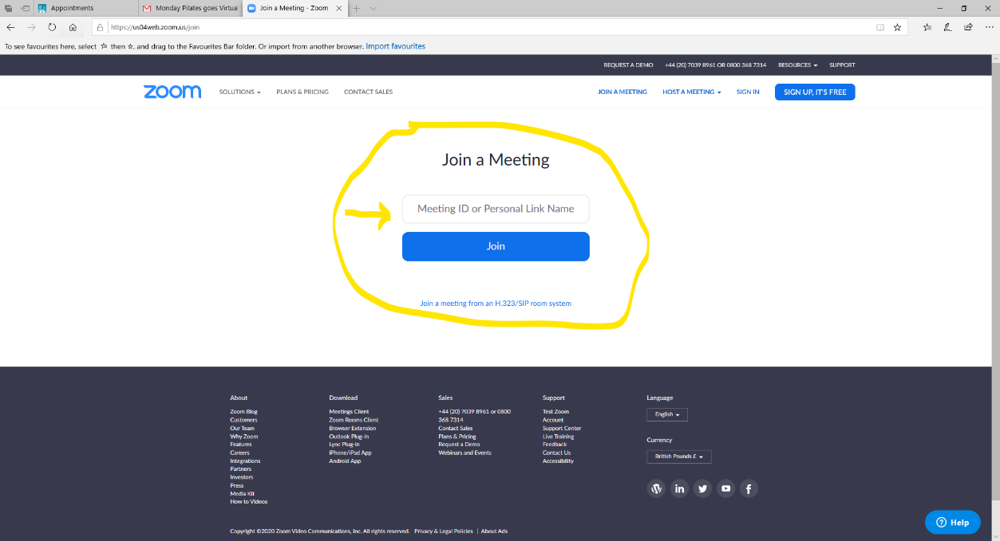 Appointments
Monday Pilates goes Virtual
Join a Meeting - Zoom
https://us04web.zoom.us/join
To see favourites here, select then , and drag to the Favourites Bar folder. Or import from another browser. Import favourites
REQUEST A DEMO +44 (20) 7039 8961 OR 0800 368 7314 RESOURCES SUPPORT
zoom SOLUTIONS PLANS & PRICING CONTACT SALES JOIN A MEETING HOST A MEETING SIGN IN SIGN UP, IT'S FREE
Join a Meeting
Meeting ID or Personal Link Name
Join
Join a meeting from an H.323/SIP room system
About
Zoom Blog
Customers
Our Team
Why Zoom
Features
Careers
Integrations
Partners
Investors
Press
Media Kit
How to Videos
Download
Meetings Client
Zoom Rooms Client
Browser Extension
Outlook Plug-in
Lync Plug-in
iPhone/iPad App
Android App
Sales
+44 (20) 7039 8961 or 0800
368 7314
Contact Sales
Plans & Pricing
Request a Demo
Webinars and Events
Support
Test Zoom
Account
Support Center
Live Training
Feedback
Contact Us
Accessibility
Language
English
Currency
British Pounds £
Copyright ©2020 Zoom Video Communications, Inc. All rights reserved. Privacy & Legal Policies | About Ads
Help